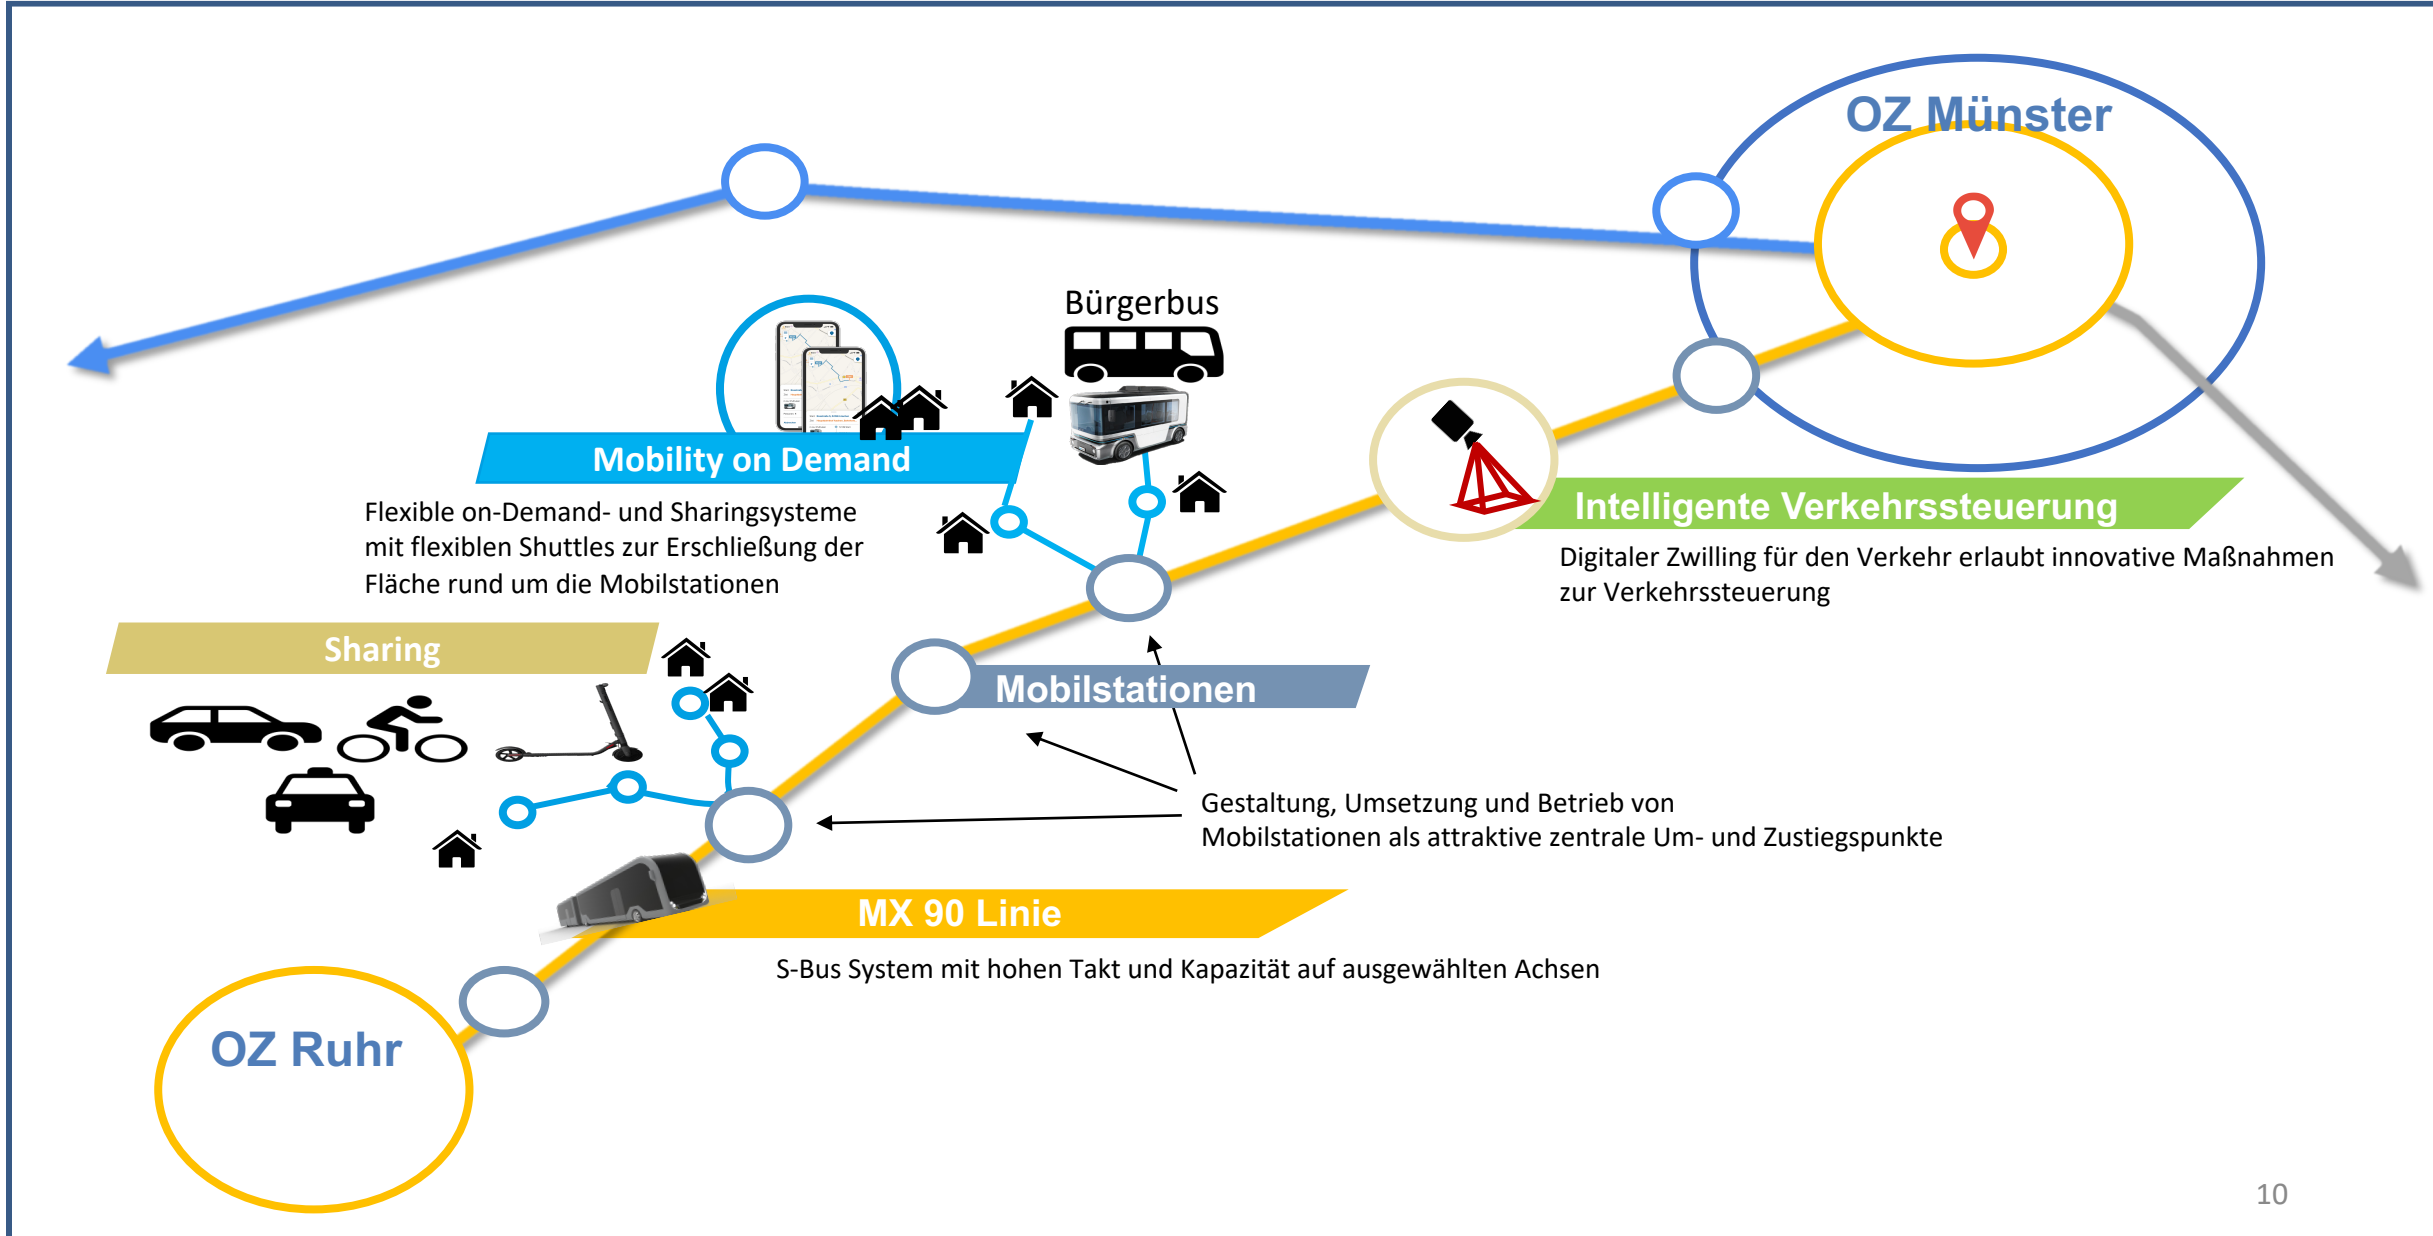 OZ Münster
Bürgerbus
Mobility on Demand
Flexible on-Demand- und Sharingsysteme
mit flexiblen Shuttles zur Erschließung der
Fläche rund um die Mobilstationen
Intelligente Verkehrssteuerung
Digitaler Zwilling für den Verkehr erlaubt innovative Maßnahmen
zur Verkehrssteuerung
Sharing
Mobilstationen
Gestaltung, Umsetzung und Betrieb von
Mobilstationen als attraktive zentrale Um- und Zustiegspunkte
MX 90 Linie
S-Bus System mit hohen Takt und Kapazität auf ausgewählten Achsen
OZ Ruhr
10